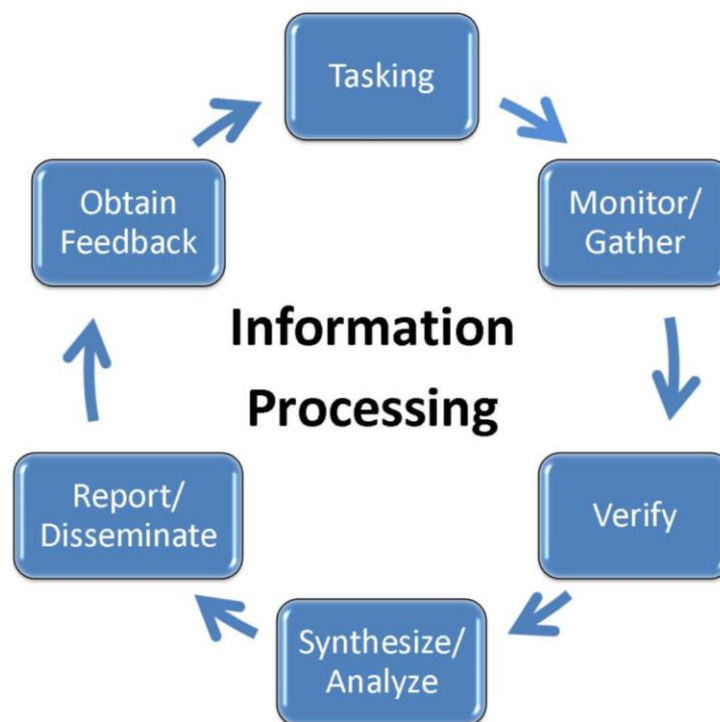 Tasking
Monitor/
Gather
Verify
Synthesize/
Analyze
Report/
Disseminate
Obtain
Feedback
Information
Processing